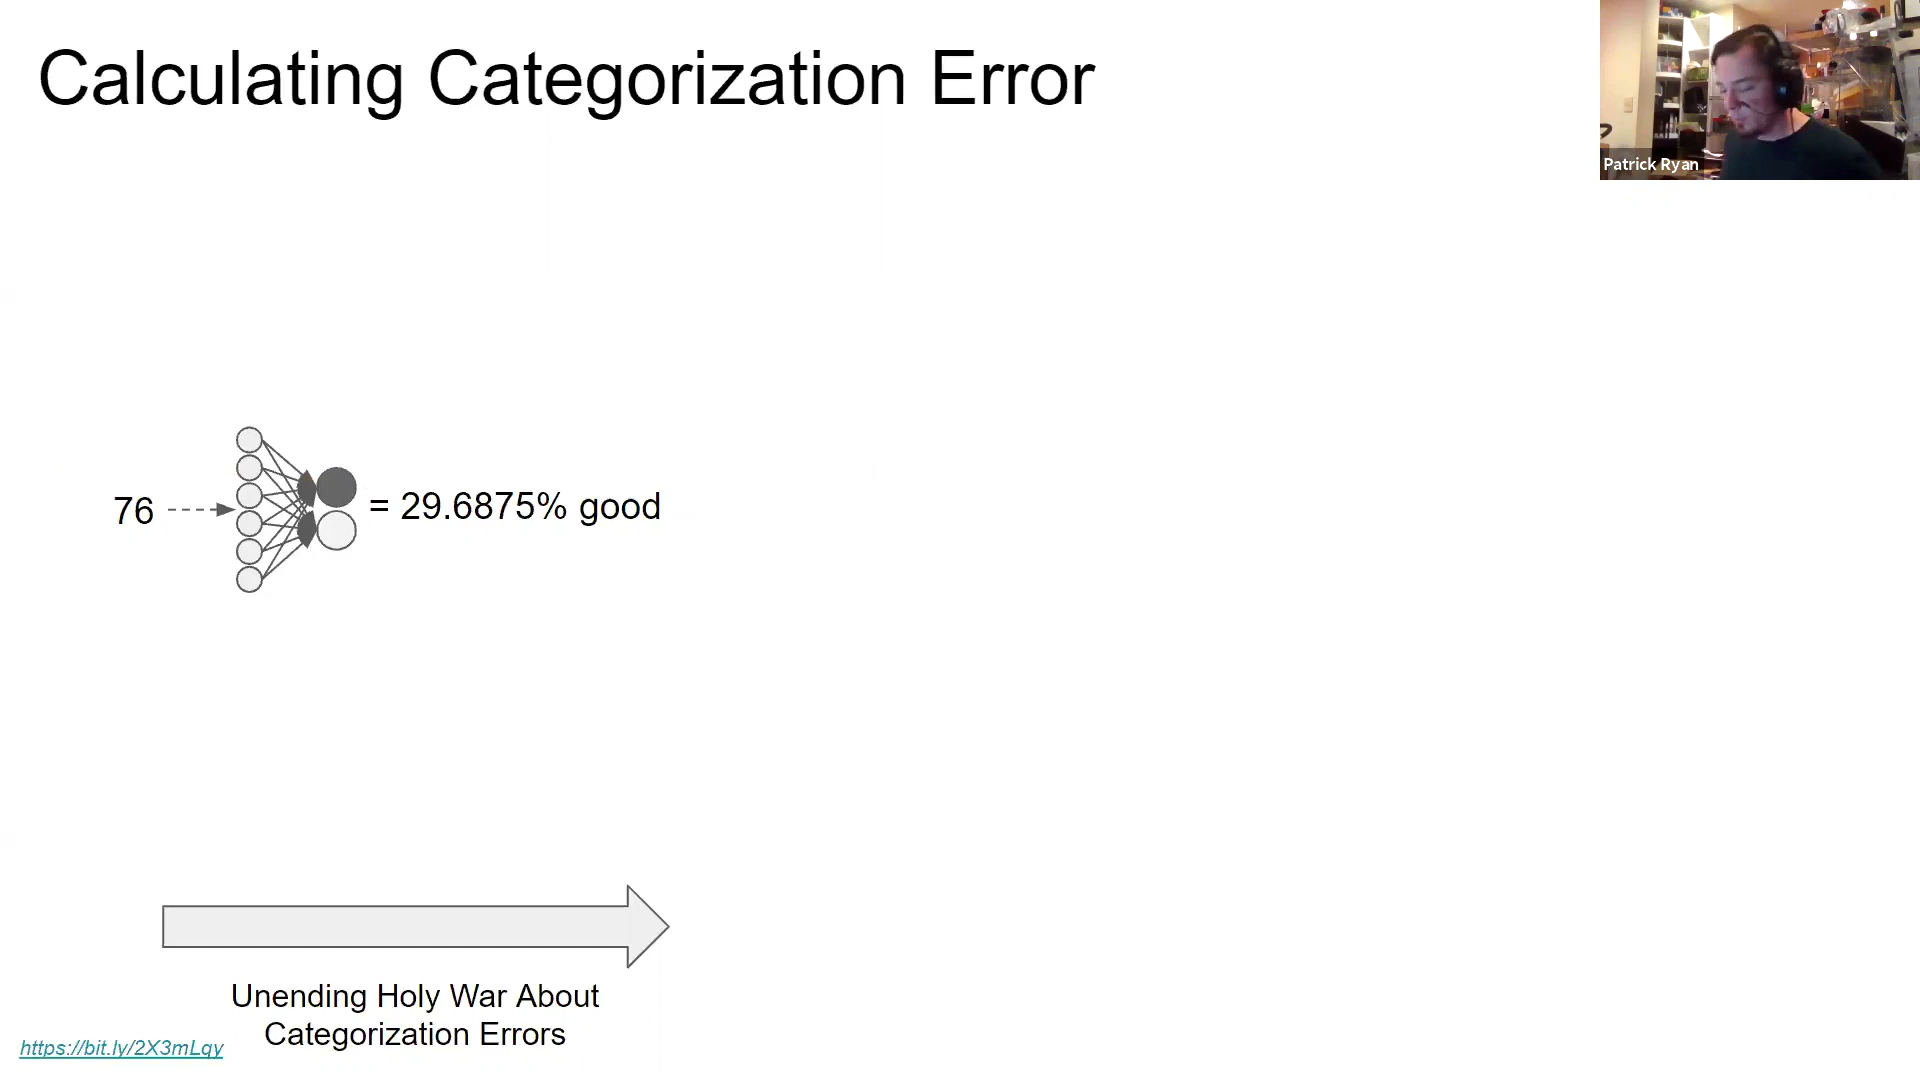 Calculating Categorization Error
Patrick Ryan
76
= 29.6875% good
Unending Holy War About
Categorization Errors
https://bit.ly/2X3mLqy